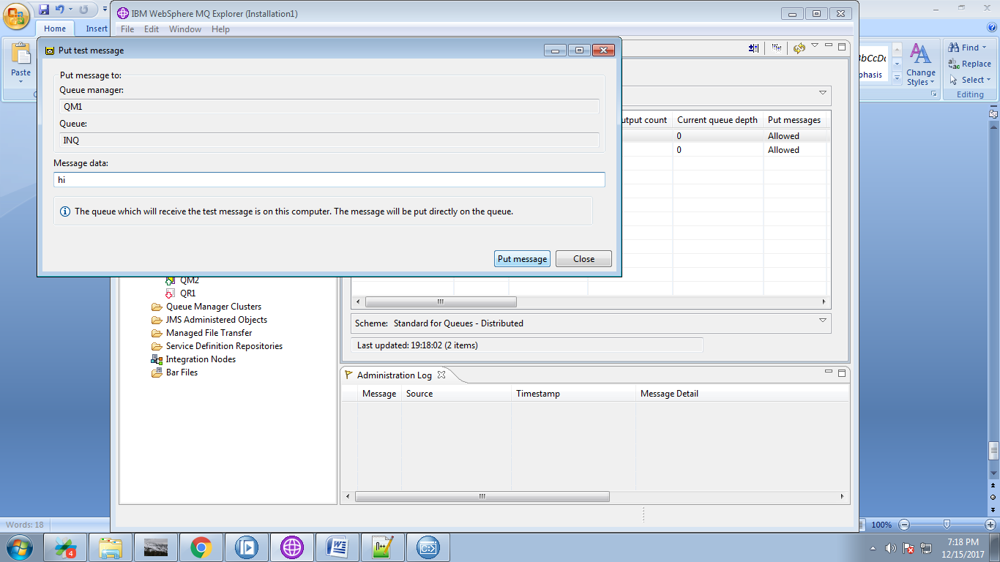 IBM WebSphere MQ Explorer (Installation1)
Home Insert
File Edit Window Help
Paste
Put test message
Put message to:
Queue manager:
QM1
Queue:
INQ
Message data:
hi
The queue which will receive the test message is on this computer. The message will be put directly on the queue.
Put message Close
Change
Styles
Find
Replace
Select
Editing
count Current queue depth Put messages
0 Allowed
0 Allowed
QM2
QR1
Queue Manager Clusters
JMS Administered Objects
Managed File Transfer
Service Definition Repositories
Integration Nodes
Bar Files
Scheme: Standard for Queues - Distributed
Last updated: 19:18:02 (2 items)
Administration Log
Message Source Timestamp Message Detail
Words: 18
100%
4
7:18 PM
12/15/2017